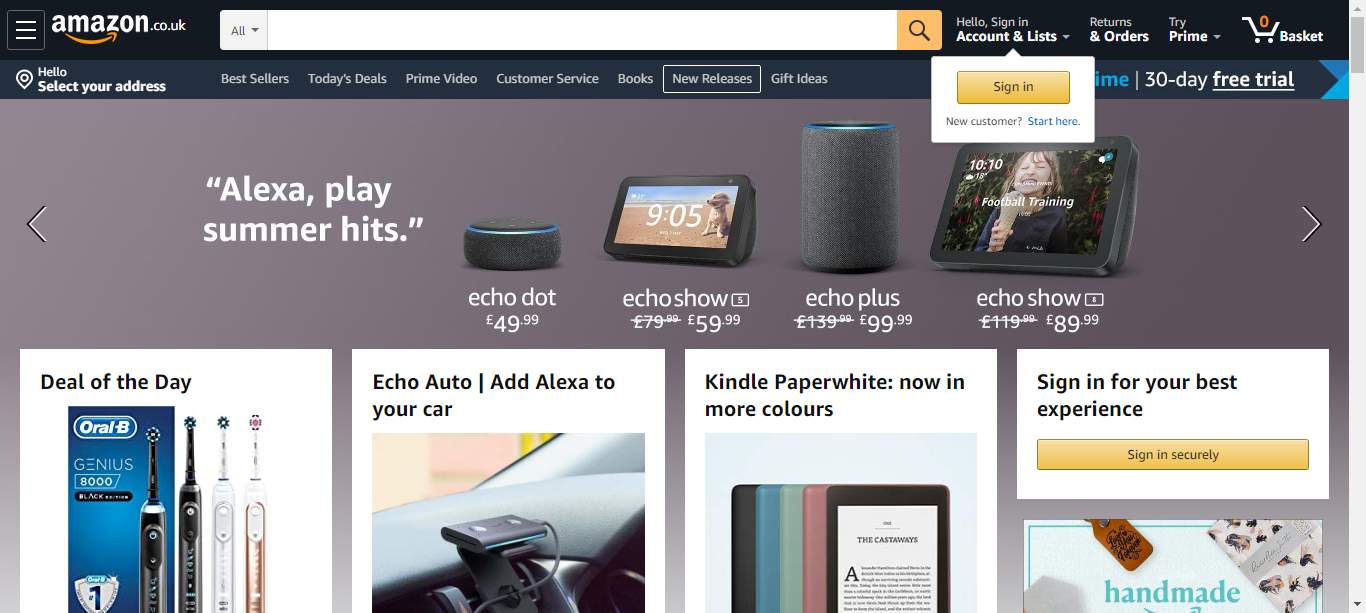 amazon.co.uk
All
Hello, Sign in
Account & Lists
Returns
& Orders
Try
Prime
0
Basket
Hello
Select your address
Best Sellers
Today's Deals
Prime Video
Customer Service
Books
New Releases
Gift Ideas
ime | 30-day free trial
Sign in
New customer? Start here.
“Alexa, play
summer hits.”
9:05
10:10
Football Training
echo dot
£49.99
echo show 5
£79.99 £59.99
echo plus
£139.99 £99.99
echo show 8
£119.99 £89.99
Deal of the Day
Oral-B
GENIUS
8000
BLACK EDITION
Oral-B
1
Echo Auto | Add Alexa to
your car
Kindle Paperwhite: now in
more colours
THE CASTAWAYS
Sign in for your best
experience
Sign in securely
handmade